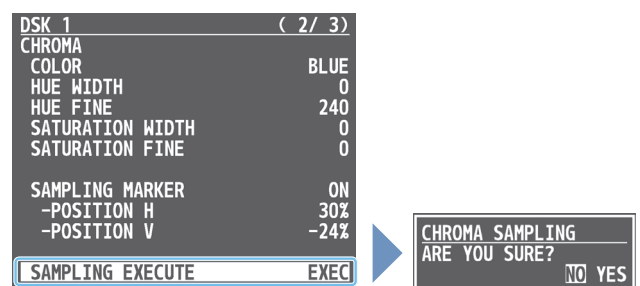 DSK 1 ( 2/ 3)
CHROMA
COLOR BLUE
HUE WIDTH 0
HUE FINE 240
SATURATION WIDTH 0
SATURATION FINE 0
SAMPLING MARKER ON
-POSITION H 30%
-POSITION V -24%
SAMPLING EXECUTE EXEC
CHROMA SAMPLING
ARE YOU SURE?
NO YES